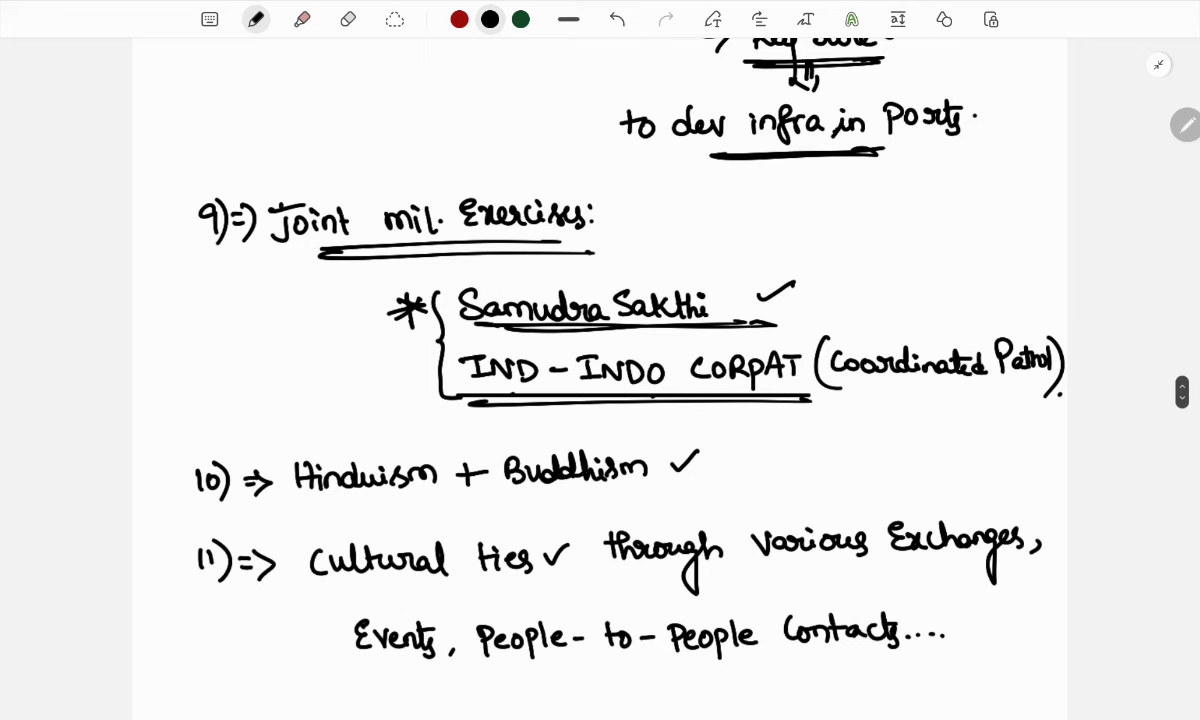 to dev infra in Ports.
9)=> Joint mil. Exercises:
* { Samudra Sakthi ✓
IND - INDO CORPAT (Coordinated Patrol).
10) => Hinduism + Buddhism ✓
11) => Cultural ties ✓ through various Exchanges,
Events, People-to-People Contacts....